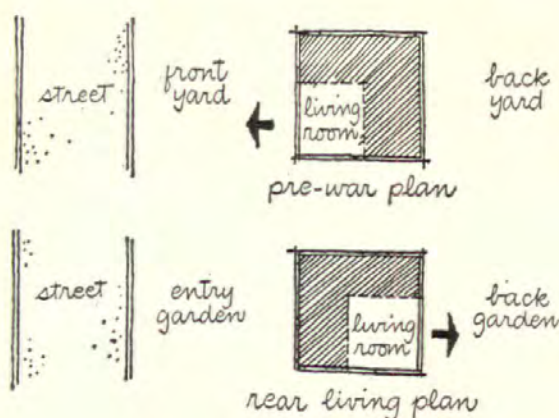 street
front
yard
living
room
back
yard
pre-war plan
street
entry
garden
living
room
back
garden
rear living plan